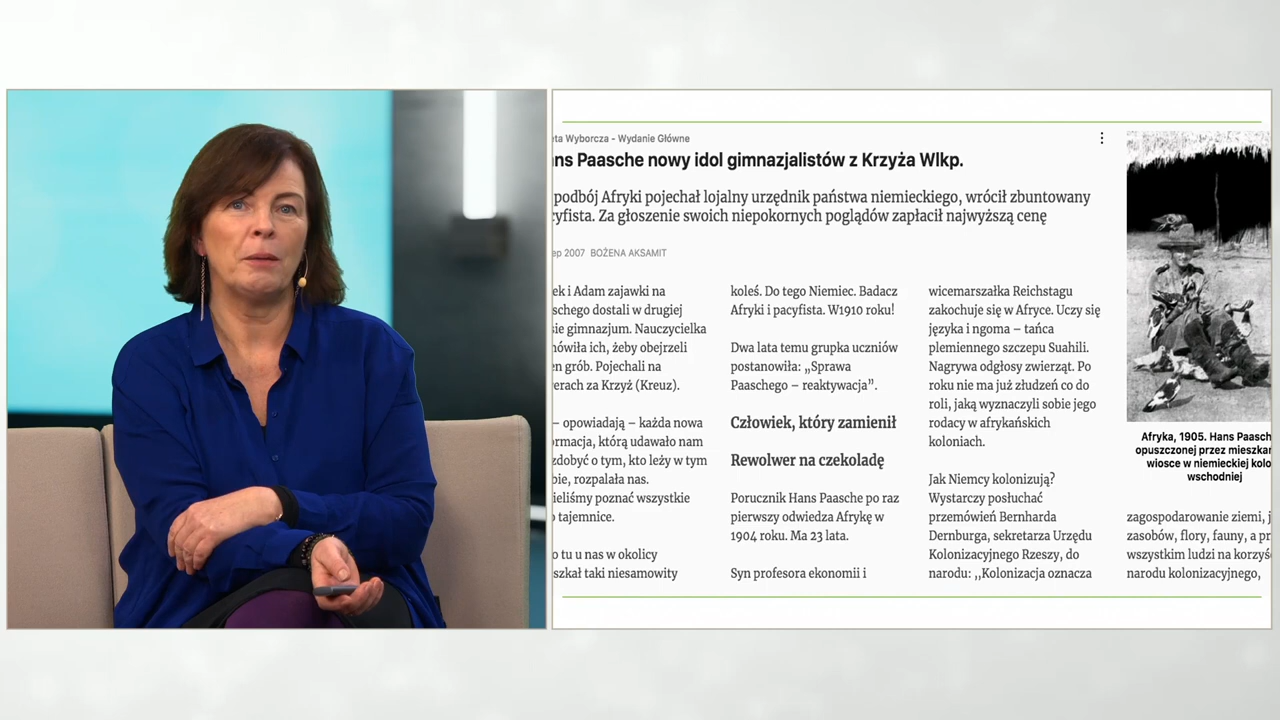 eta Wyborcza - Wydanie Główne
ans Paasche nowy idol gimnazjalistów z Krzyża Wlkp.
podbój Afryki pojechał lojalny urzędnik państwa niemieckiego, wrócił zbuntowany
cyfista. Za głoszenie swoich niepokornych poglądów zapłacił najwyższą cenę
ep 2007 BOŻENA AKSAMIT
ek i Adam zajawki na
schego dostali w drugiej
sie gimnazjum. Nauczycielka
mówiła ich, żeby obejrzeli
en grób. Pojechali na
werach za Krzyż (Kreuz).
– opowiadają – każda nowa
ormacja, którą udawało nam
zdobyć o tym, kto leży w tym
bie, rozpalała nas.
ieliśmy poznać wszystkie
o tajemnice.
o tu u nas w okolicy
szkał taki niesamowity
koleś. Do tego Niemiec. Badacz
Afryki i pacyfista. W1910 roku!
Dwa lata temu grupka uczniów
postanowiła: „Sprawa
Paaschego – reaktywacja”.
Człowiek, który zamienił
Rewolwer na czekoladę
Porucznik Hans Paasche po raz
pierwszy odwiedza Afrykę w
1904 roku. Ma 23 lata.
Syn profesora ekonomii i
wicemarszałka Reichstagu
zakochuje się w Afryce. Uczy się
języka i ngoma – tańca
plemiennego szczepu Suahili.
Nagrywa odgłosy zwierząt. Po
roku nie ma już złudzeń co do
roli, jaką wyznaczyli sobie jego
rodacy w afrykańskich
koloniach.
Jak Niemcy kolonizują?
Wystarczy posłuchać
przemówień Bernharda
Dernburga, sekretarza Urzędu
Kolonizacyjnego Rzeszy, do
narodu: ,,Kolonizacja oznacza
Afryka, 1905. Hans Paasch
opuszczonej przez mieszkań
wiosce w niemieckiej kolo
wschodniej
zagospodarowanie ziemi, j
zasobów, flory, fauny, a pr
wszystkim ludzi na korzyś
narodu kolonizacyjnego,